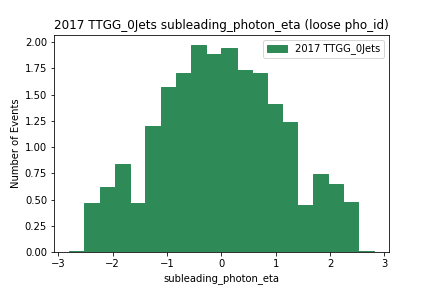 2017 TTGG_0Jets subleading_photon_eta (loose pho_id)
2017 TTGG_0Jets
Number of Events
2.00
1.75
1.50
1.25
1.00
0.75
0.50
0.25
0.00
−3 −2 −1 0 1 2 3
subleading_photon_eta